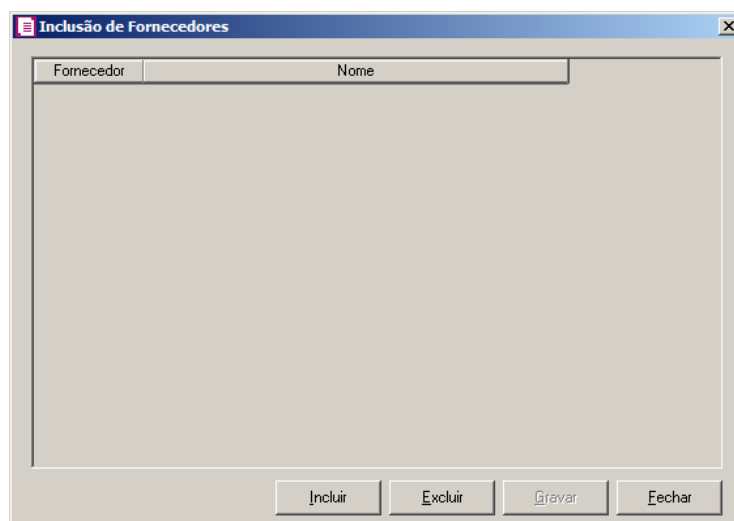 Inclusão de Fornecedores
Fornecedor Nome
Incluir Excluir Gravar Fechar